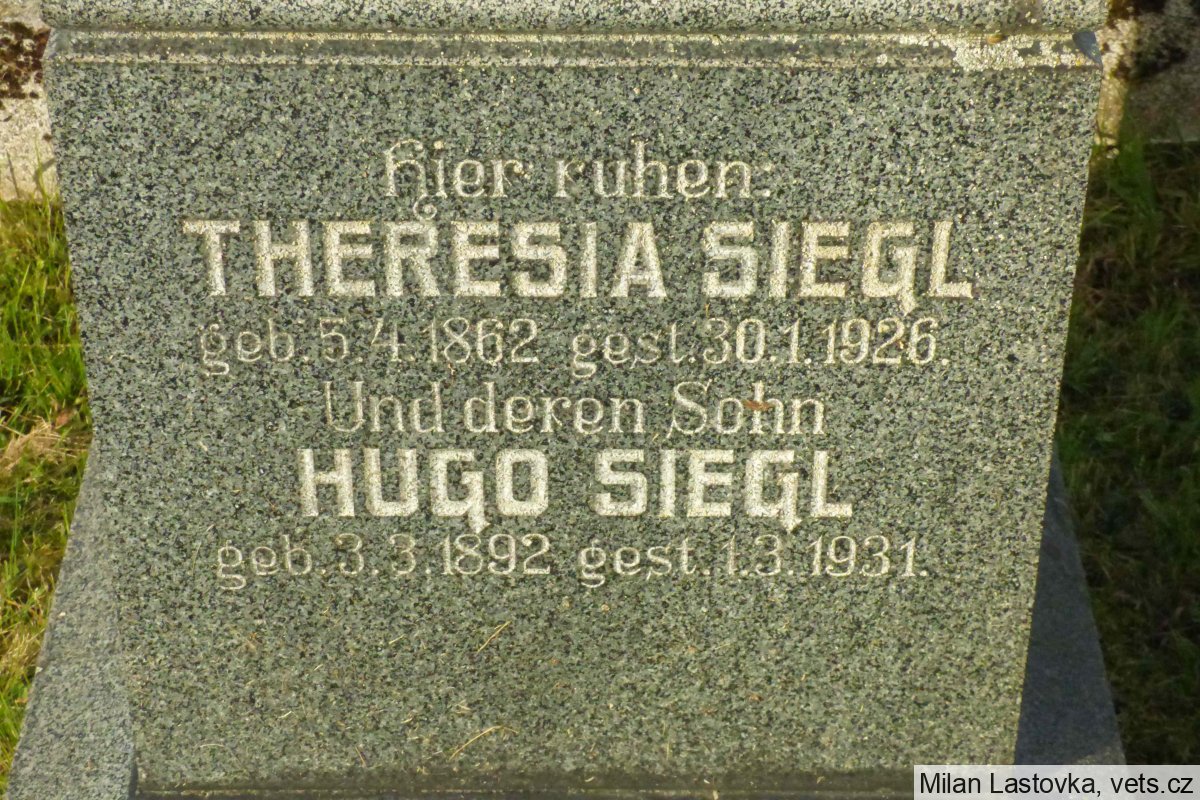 Hier ruhen:
THERESIA SIEGL
geb. 5.4.1862 gest. 30.1.1926.
Und deren Sohn
HUGO SIEGL
geb. 3.3.1892 gest. 1.3.1931.
Milan Lastovka, vets.cz